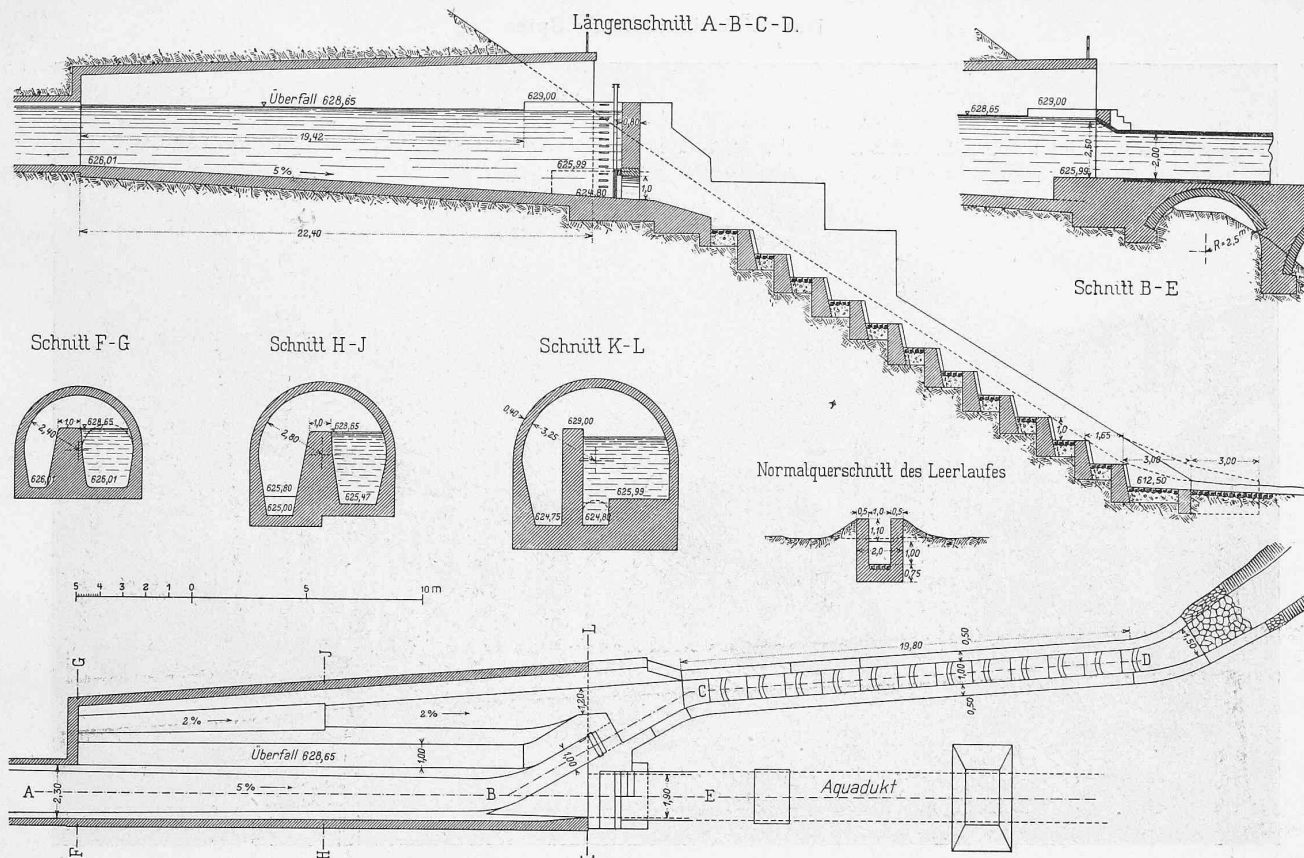 Längenschnitt A-B-C-D.
Überfall 628,65
629,00
0,80
19,42
626,01
5%
625,99
624,80
1,0
22,40
628,65
629,00
2,50
2,00
625,99
R=2,5m
Schnitt B-E
Schnitt F-G
1,0
628,65
2,40
626,01
626,01
Schnitt H-J
1,0
628,65
2,80
625,80
625,00
625,47
Schnitt K-L
0,40
3,25
629,00
625,99
624,75
624,80
1,0
1,65
3,00
3,00
612,50
Normalquerschnitt des Leerlaufes
0,5
1,0
0,5
1,10
2,0
1,00
0,75
5 4 3 2 1 0 5 10 m
G
J
L
2%
2%
1,20
19,80
0,50
1,00
0,50
1,50
C
D
Überfall 628,65
1,00
1,00
A
2,30
5%
B
1,90
E
Aquadukt
F
H